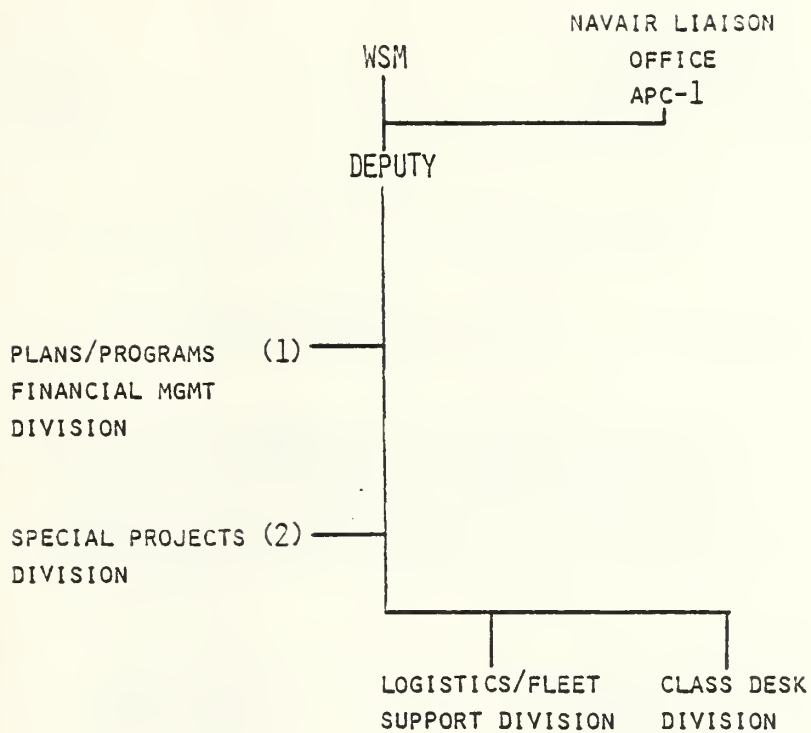 NAVAIR LIAISON
OFFICE
APC-1
WSM
DEPUTY
PLANS/PROGRAMS (1)
FINANCIAL MGMT
DIVISION
SPECIAL PROJECTS (2)
DIVISION
LOGISTICS/FLEET
SUPPORT DIVISION
CLASS DESK
DIVISION